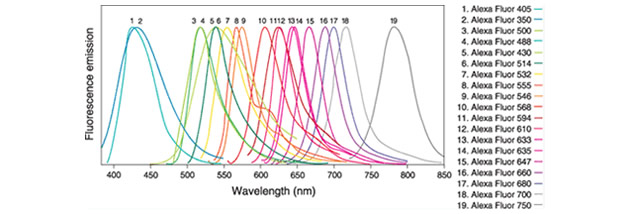 1 2 3 4 5 6 7 8 9 10 11 12 13 14 15 16 17 18 19
Fluorescence emission
400 450 500 550 600 650 700 750 800 850
Wavelength (nm)
1. Alexa Fluor 405
2. Alexa Fluor 350
3. Alexa Fluor 500
4. Alexa Fluor 488
5. Alexa Fluor 430
6. Alexa Fluor 514
7. Alexa Fluor 532
8. Alexa Fluor 555
9. Alexa Fluor 546
10. Alexa Fluor 568
11. Alexa Fluor 594
12. Alexa Fluor 610
13. Alexa Fluor 633
14. Alexa Fluor 635
15. Alexa Fluor 647
16. Alexa Fluor 660
17. Alexa Fluor 680
18. Alexa Fluor 700
19. Alexa Fluor 750